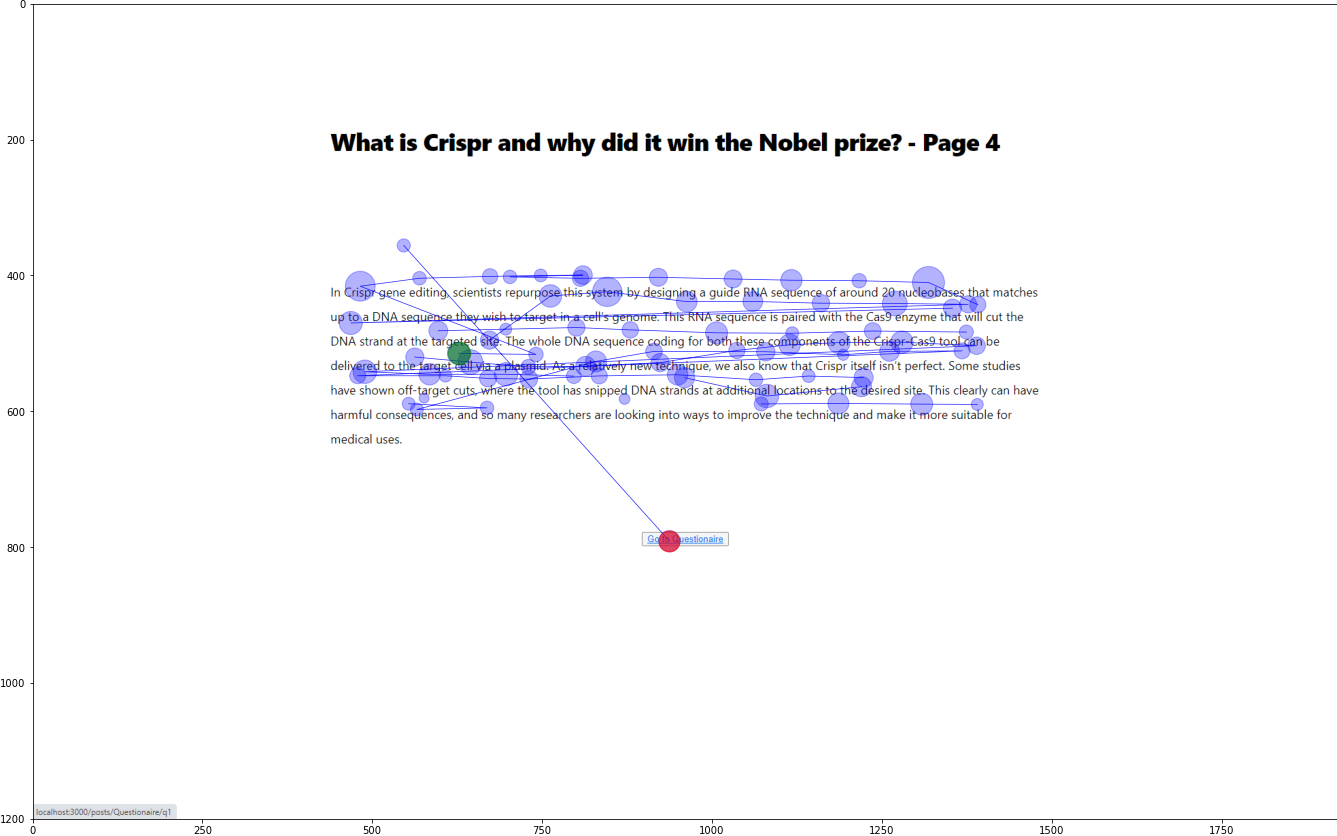 What is Crispr and why did it win the Nobel prize? - Page 4
In Crispr gene editing, scientists repurpose this system by designing a guide RNA sequence of around 20 nucleobases that matches
up to a DNA sequence they wish to target in a cell's genome. This RNA sequence is paired with the Cas9 enzyme that will cut the
DNA strand at the targeted site. The whole DNA sequence coding for both these components of the Crispr-Cas9 tool can be
delivered to the target cell via a plasmid. As a relatively new technique, we also know that Crispr itself isn't perfect. Some studies
have shown off-target cuts, where the tool has snipped DNA strands at additional locations to the desired site. This clearly can have
harmful consequences, and so many researchers are looking into ways to improve the technique and make it more suitable for
medical uses.
Go to Questionaire
localhost:3000/posts/Questionaire/q1
0
200
400
600
800
1000
1200
0 250 500 750 1000 1250 1500 1750